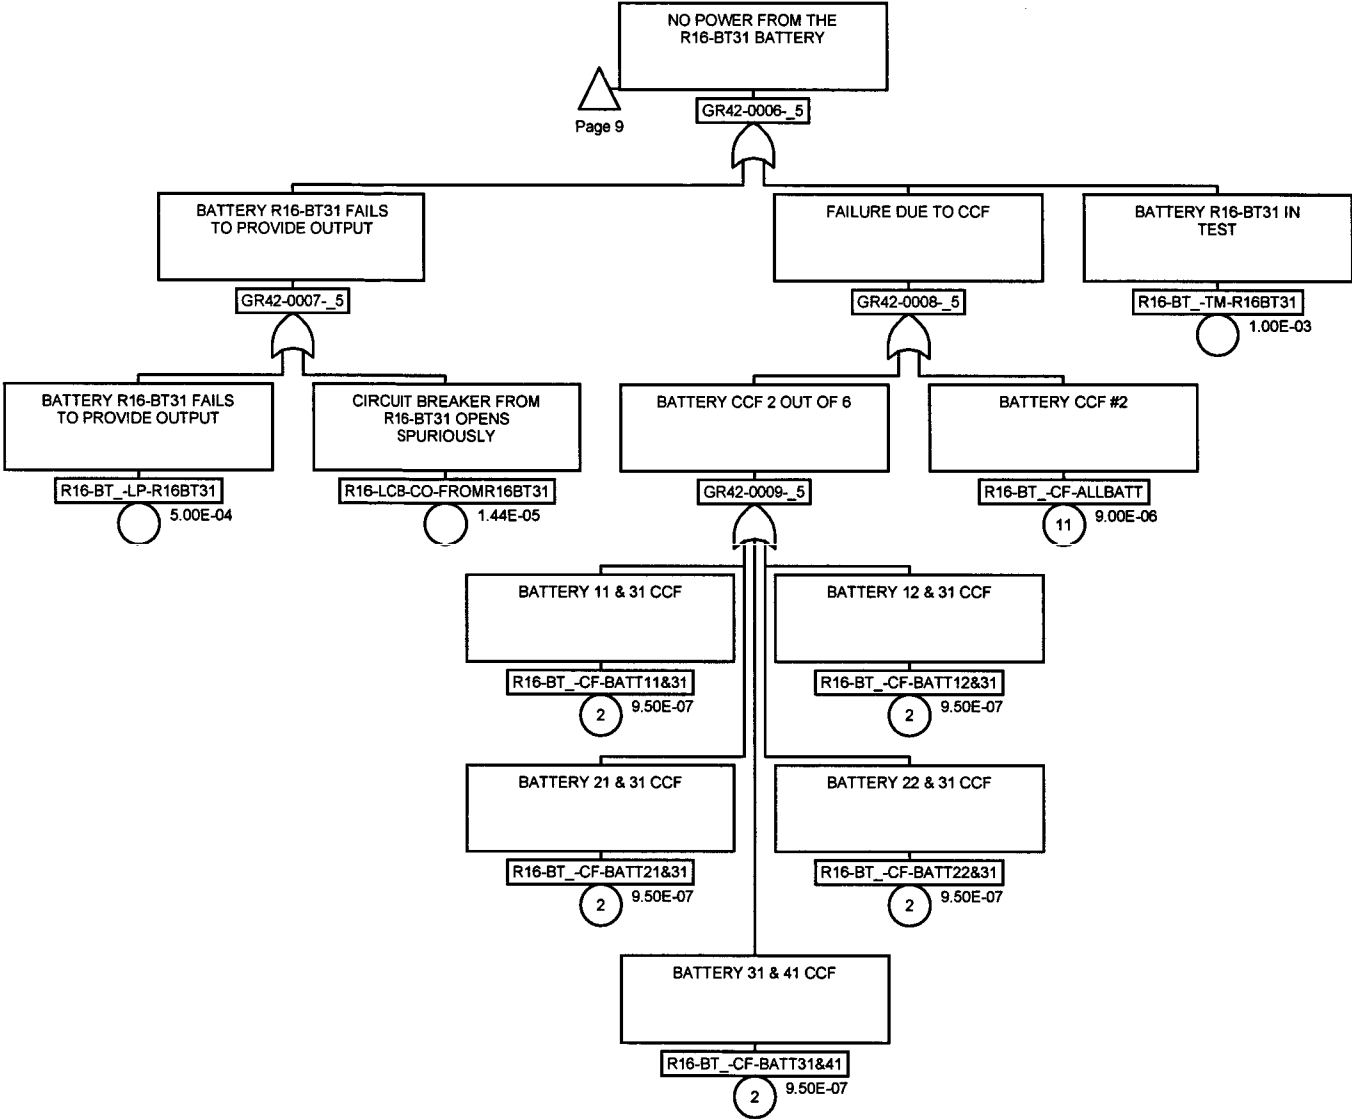 NO POWER FROM THE
R16-BT31 BATTERY
Page 9
GR42-0006-_5
BATTERY R16-BT31 FAILS
TO PROVIDE OUTPUT
FAILURE DUE TO CCF
BATTERY R16-BT31 IN
TEST
GR42-0007-_5
GR42-0008-_5
R16-BT_-TM-R16BT31
1.00E-03
BATTERY R16-BT31 FAILS
TO PROVIDE OUTPUT
CIRCUIT BREAKER FROM
R16-BT31 OPENS
SPURIOUSLY
BATTERY CCF 2 OUT OF 6
BATTERY CCF #2
R16-BT_-LP-R16BT31
5.00E-04
R16-LCB-CO-FROMR16BT31
1.44E-05
GR42-0009-_5
R16-BT_-CF-ALLBATT
11
9.00E-06
BATTERY 11 & 31 CCF
BATTERY 12 & 31 CCF
R16-BT_-CF-BATT11&31
2
9.50E-07
R16-BT_-CF-BATT12&31
2
9.50E-07
BATTERY 21 & 31 CCF
BATTERY 22 & 31 CCF
R16-BT_-CF-BATT21&31
2
9.50E-07
R16-BT_-CF-BATT22&31
2
9.50E-07
BATTERY 31 & 41 CCF
R16-BT_-CF-BATT31&41
2
9.50E-07